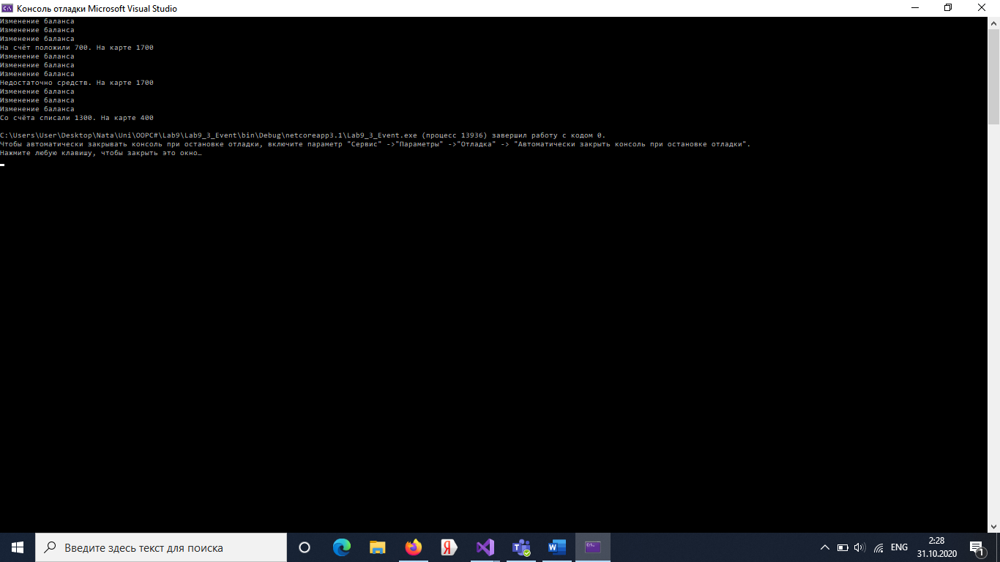 Консоль отладки Microsoft Visual Studio
Изменение баланса
Изменение баланса
Изменение баланса
На счёт положили 700. На карте 1700
Изменение баланса
Изменение баланса
Изменение баланса
Недостаточно средств. На карте 1700
Изменение баланса
Изменение баланса
Изменение баланса
Со счёта списали 1300. На карте 400
C:\Users\User\Desktop\Nata\Uni\OOPC#\Lab9\Lab9_3_Event\bin\Debug\netcoreapp3.1\Lab9_3_Event.exe (процесс 13936) завершил работу с кодом 0.
Чтобы автоматически закрывать консоль при остановке отладки, включите параметр "Сервис" ->"Параметры" ->"Отладка" -> "Автоматически закрыть консоль при остановке отладки".
Нажмите любую клавишу, чтобы закрыть это окно…
Введите здесь текст для поиска
ENG
2:28
31.10.2020
1